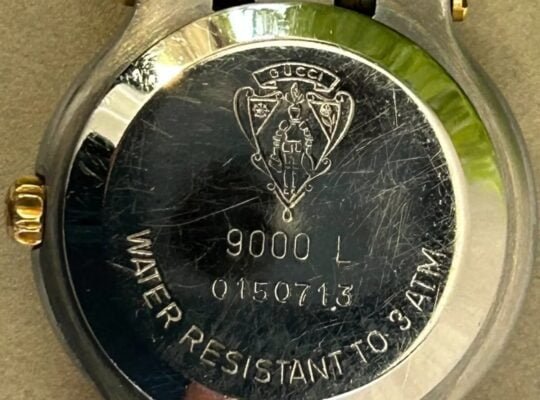 GUCCI
9000 L
0150713
WATER RESISTANT TO 3 ATM